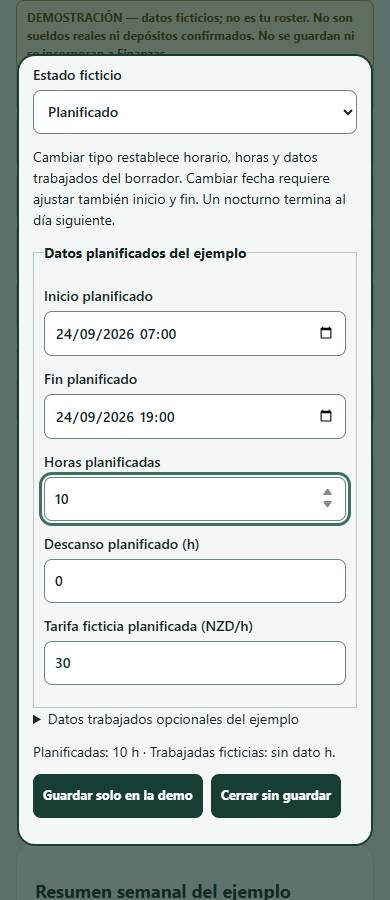 DEMOSTRACIÓN — datos ficticios; no es tu roster. No son
sueldos reales ni depósitos confirmados. No se guardan ni
se incorporan a Finanzas.
Estado ficticio
Planificado
Cambiar tipo restablece horario, horas y datos
trabajados del borrador. Cambiar fecha requiere
ajustar también inicio y fin. Un nocturno termina al
día siguiente.
Datos planificados del ejemplo
Inicio planificado
24/09/2026 07:00
Fin planificado
24/09/2026 19:00
Horas planificadas
10
Descanso planificado (h)
0
Tarifa ficticia planificada (NZD/h)
30
Datos trabajados opcionales del ejemplo
Planificadas: 10 h · Trabajadas ficticias: sin dato h.
Guardar solo en la demo
Cerrar sin guardar
Resumen semanal del ejemplo